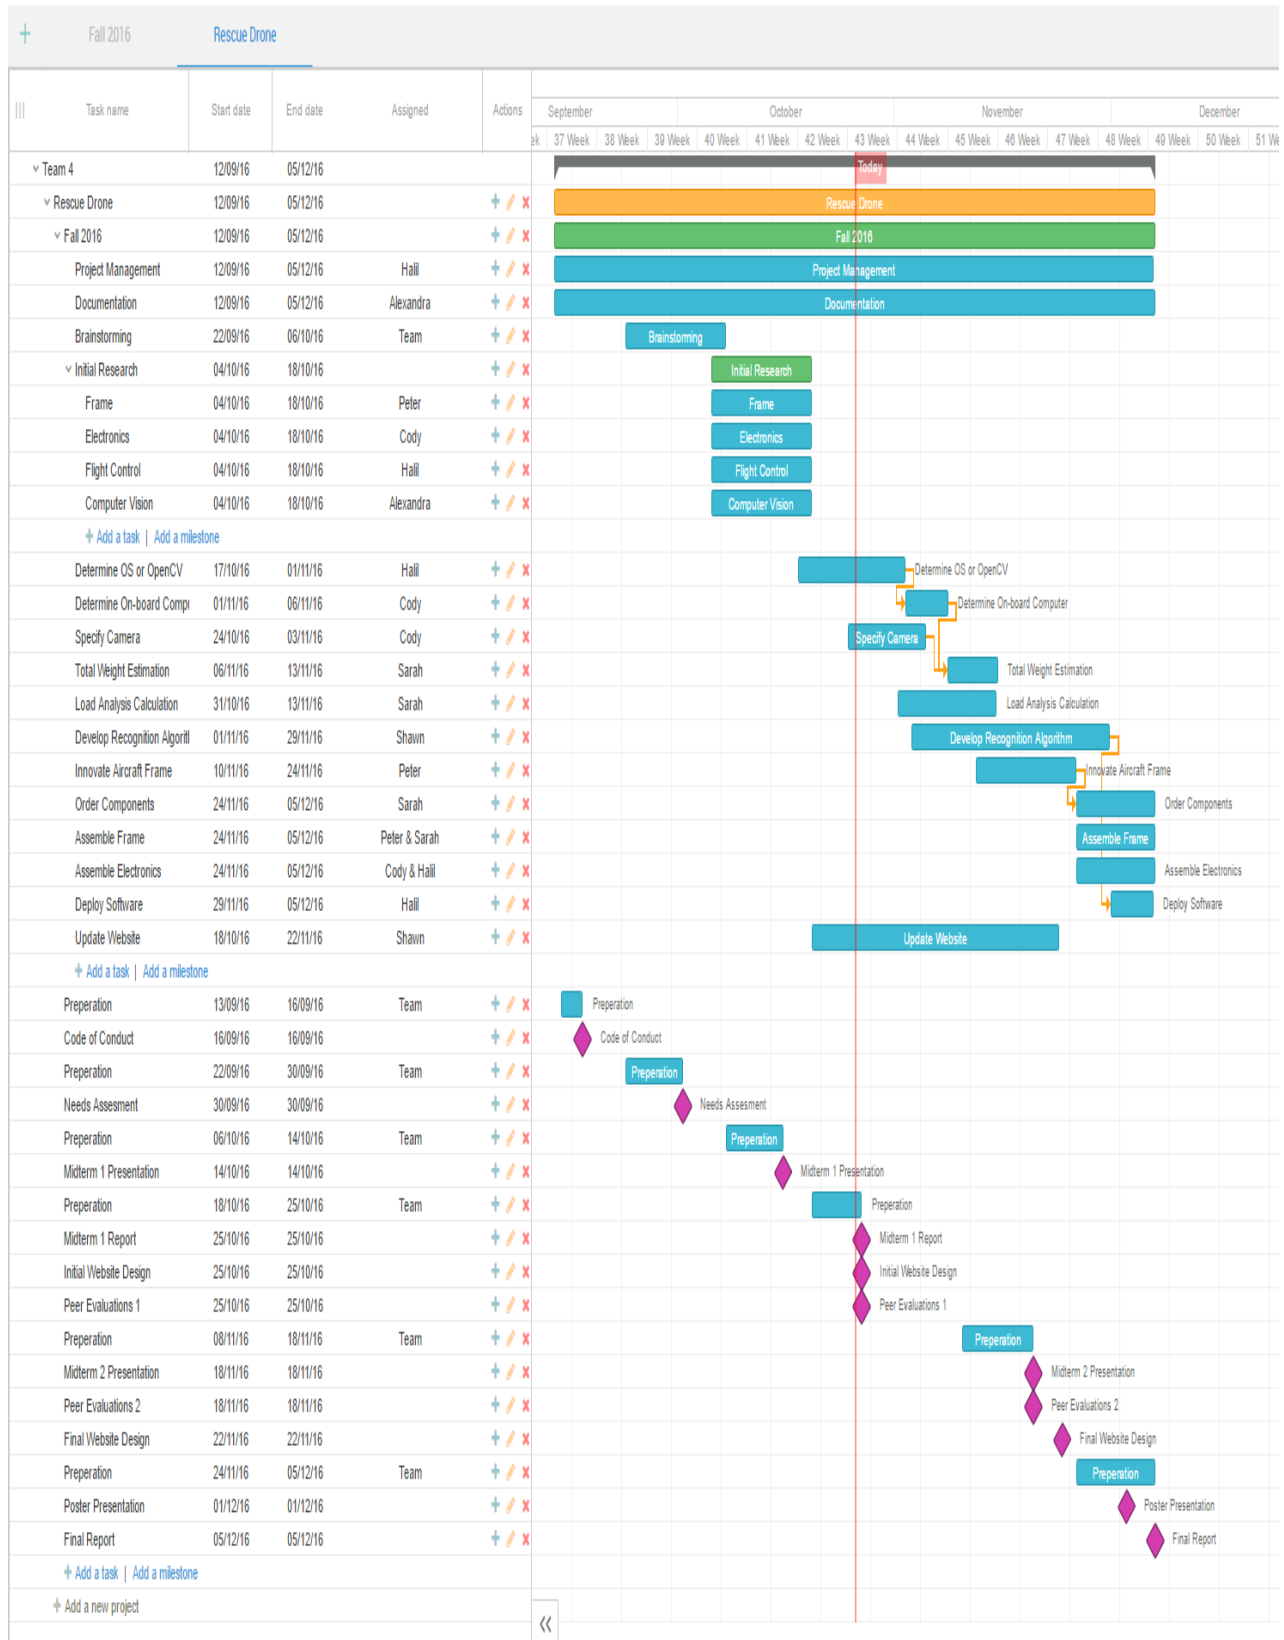 + Fall 2016 Rescue Drone
Task name Start date End date Assigned Actions
September October November December
ek 37 Week 38 Week 39 Week 40 Week 41 Week 42 Week 43 Week 44 Week 45 Week 46 Week 47 Week 48 Week 49 Week 50 Week 51 We
Team 4 12/09/16 05/12/16 Today
Rescue Drone 12/09/16 05/12/16 Rescue Drone
Fall 2016 12/09/16 05/12/16 Fall 2016
Project Management 12/09/16 05/12/16 Halil Project Management
Documentation 12/09/16 05/12/16 Alexandra Documentation
Brainstorming 22/09/16 06/10/16 Team Brainstorming
Initial Research 04/10/16 18/10/16 Initial Research
Frame 04/10/16 18/10/16 Peter Frame
Electronics 04/10/16 18/10/16 Cody Electronics
Flight Control 04/10/16 18/10/16 Halil Flight Control
Computer Vision 04/10/16 18/10/16 Alexandra Computer Vision
+ Add a task | Add a milestone
Determine OS or OpenCV 17/10/16 01/11/16 Halil Determine OS or OpenCV
Determine On-board Compu 01/11/16 06/11/16 Cody Determine On-board Computer
Specify Camera 24/10/16 03/11/16 Cody Specify Camera
Total Weight Estimation 06/11/16 13/11/16 Sarah Total Weight Estimation
Load Analysis Calculation 31/10/16 13/11/16 Sarah Load Analysis Calculation
Develop Recognition Algoritl 01/11/16 29/11/16 Shawn Develop Recognition Algorithm
Innovate Aircraft Frame 10/11/16 24/11/16 Peter Innovate Aircraft Frame
Order Components 24/11/16 05/12/16 Sarah Order Components
Assemble Frame 24/11/16 05/12/16 Peter & Sarah Assemble Frame
Assemble Electronics 24/11/16 05/12/16 Cody & Halil Assemble Electronics
Deploy Software 29/11/16 05/12/16 Halil Deploy Software
Update Website 18/10/16 22/11/16 Shawn Update Website
+ Add a task | Add a milestone
Preperation 13/09/16 16/09/16 Team Preperation
Code of Conduct 16/09/16 16/09/16 Code of Conduct
Preperation 22/09/16 30/09/16 Team Preperation
Needs Assesment 30/09/16 30/09/16 Needs Assesment
Preperation 06/10/16 14/10/16 Team Preperation
Midterm 1 Presentation 14/10/16 14/10/16 Midterm 1 Presentation
Preperation 18/10/16 25/10/16 Team Preperation
Midterm 1 Report 25/10/16 25/10/16 Midterm 1 Report
Initial Website Design 25/10/16 25/10/16 Initial Website Design
Peer Evaluations 1 25/10/16 25/10/16 Peer Evaluations 1
Preperation 08/11/16 18/11/16 Team Preperation
Midterm 2 Presentation 18/11/16 18/11/16 Midterm 2 Presentation
Peer Evaluations 2 18/11/16 18/11/16 Peer Evaluations 2
Final Website Design 22/11/16 22/11/16 Final Website Design
Preperation 24/11/16 05/12/16 Team Preperation
Poster Presentation 01/12/16 01/12/16 Poster Presentation
Final Report 05/12/16 05/12/16 Final Report
+ Add a task | Add a milestone
+ Add a new project